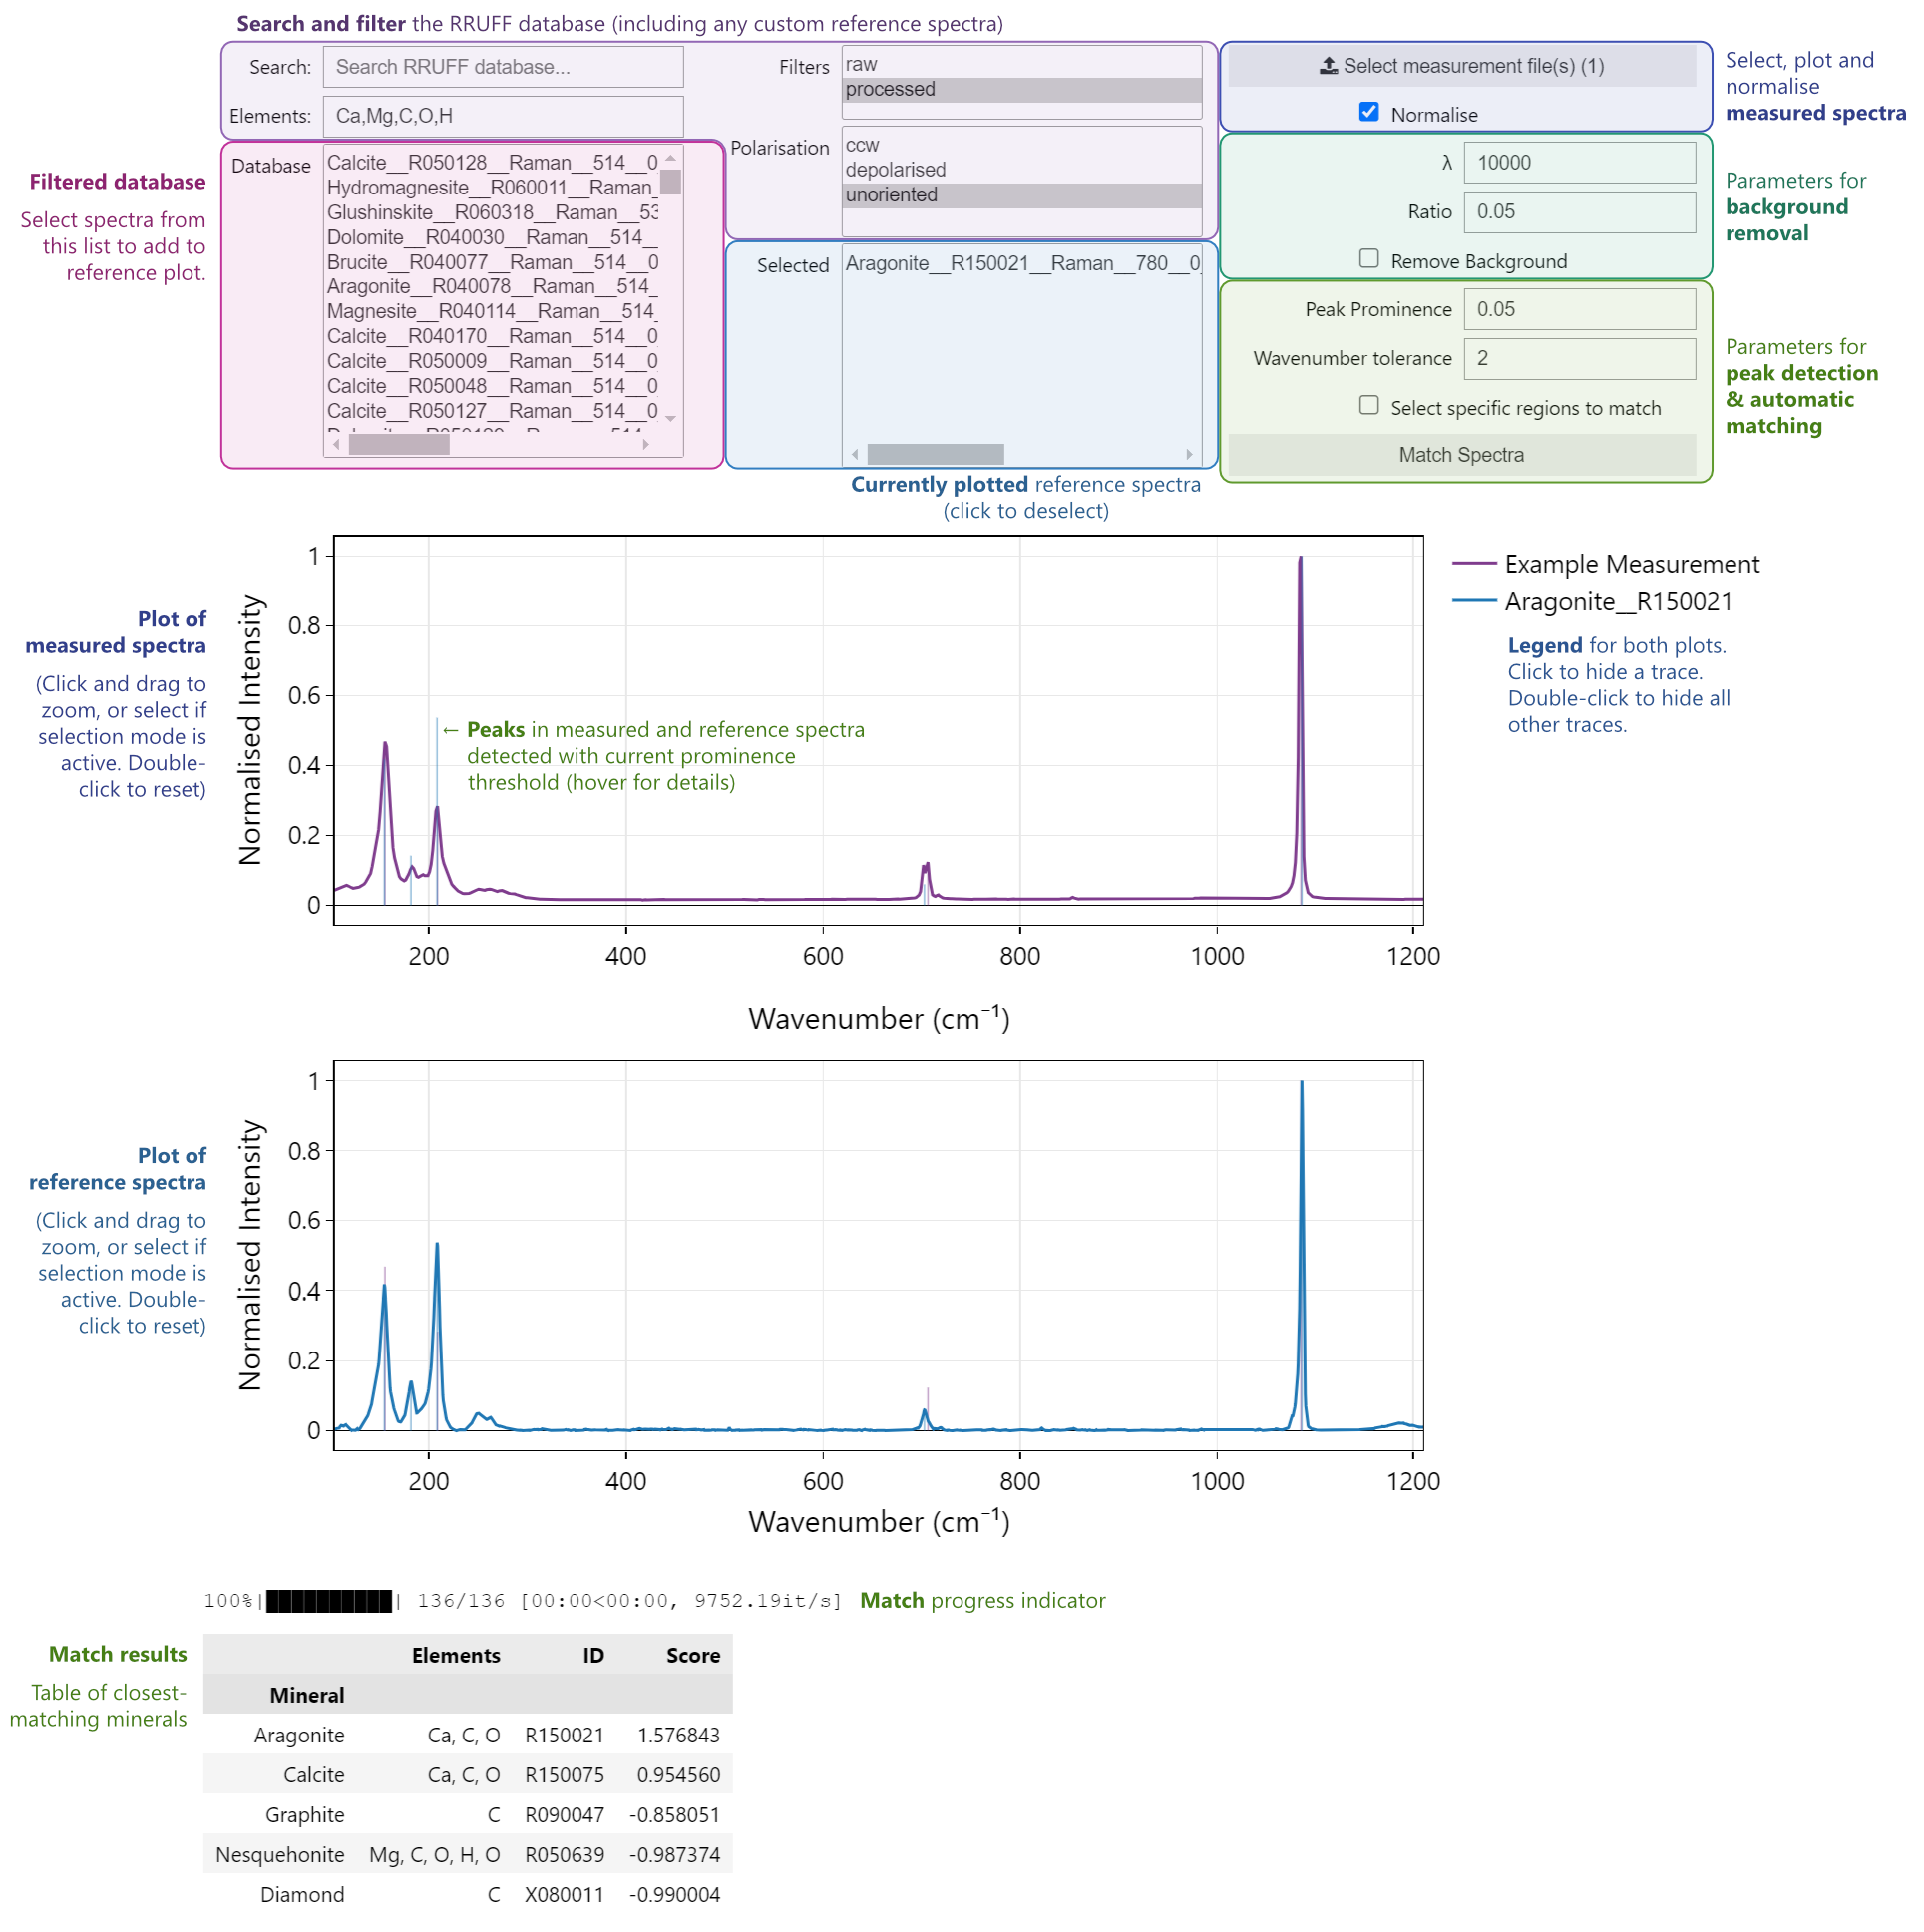 Search and filter the RRUFF database (including any custom reference spectra)
Search:
Search RRUFF database...
Elements:
Ca,Mg,C,O,H
Filters
raw
processed
Polarisation
ccw
depolarised
unoriented
Select measurement file(s) (1)
Normalise
Select, plot and
normalise
measured spectra
Filtered database
Select spectra from
this list to add to
reference plot.
Database
Calcite__R050128__Raman__514__0
Hydromagnesite__R060011__Raman_
Glushinskite__R060318__Raman__53
Dolomite__R040030__Raman__514__
Brucite__R040077__Raman__514__0
Aragonite__R040078__Raman__514_
Magnesite__R040114__Raman__514_
Calcite__R040170__Raman__514__0
Calcite__R050009__Raman__514__0
Calcite__R050048__Raman__514__0
Calcite__R050127__Raman__514__0
Selected
Aragonite__R150021__Raman__780__0_
Currently plotted reference spectra
(click to deselect)
λ
10000
Ratio
0.05
Remove Background
Parameters for
background
removal
Peak Prominence
0.05
Wavenumber tolerance
2
Select specific regions to match
Match Spectra
Parameters for
peak detection
& automatic
matching
Plot of
measured spectra
(Click and drag to
zoom, or select if
selection mode is
active. Double-
click to reset)
Normalised Intensity
1
0.8
0.6
0.4
0.2
0
← Peaks in measured and reference spectra
detected with current prominence
threshold (hover for details)
200
400
600
800
1000
1200
Wavenumber (cm⁻¹)
Example Measurement
Aragonite__R150021
Legend for both plots.
Click to hide a trace.
Double-click to hide all
other traces.
Plot of
reference spectra
(Click and drag to
zoom, or select if
selection mode is
active. Double-
click to reset)
Normalised Intensity
1
0.8
0.6
0.4
0.2
0
200
400
600
800
1000
1200
Wavenumber (cm⁻¹)
100%|██████████| 136/136 [00:00<00:00, 9752.19it/s]
Match progress indicator
Match results
Table of closest-
matching minerals
Elements ID Score
Mineral
Aragonite Ca, C, O R150021 1.576843
Calcite Ca, C, O R150075 0.954560
Graphite C R090047 -0.858051
Nesquehonite Mg, C, O, H, O R050639 -0.987374
Diamond C X080011 -0.990004